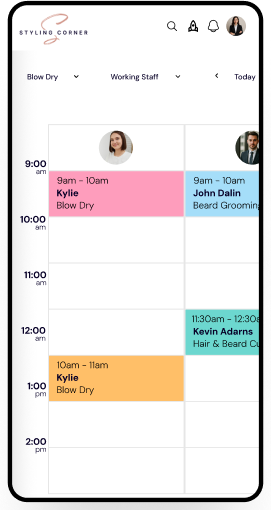 STYLING CORNER
Blow Dry
Working Staff
Today
9:00
am
9am - 10am
Kylie
Blow Dry
9am - 10am
John Dalin
Beard Grooming
10:00
am
11:00
am
11:30am - 12:30a
Kevin Adarns
Hair & Beard Cu
12:00
am
10am - 11am
Kylie
Blow Dry
1:00
pm
2:00
pm